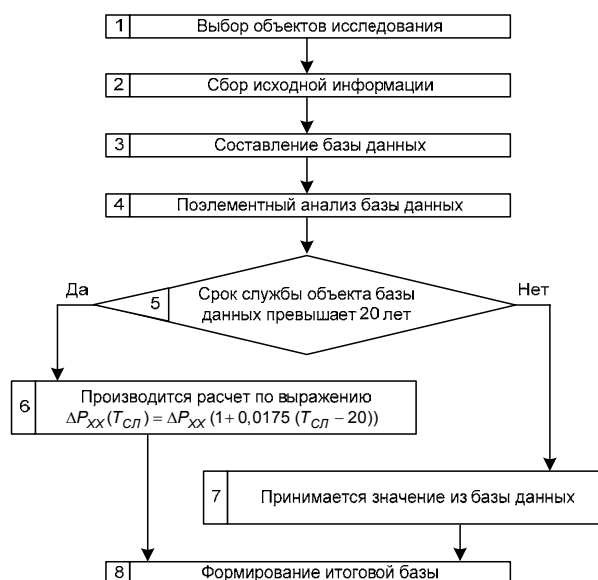 1 Выбор объектов исследования
2 Сбор исходной информации
3 Составление базы данных
4 Поэлементный анализ базы данных
Да
Нет
5 Срок службы объекта базы
данных превышает 20 лет
6 Производится расчет по выражению
ΔP_XX(T_СЛ) = ΔP_XX (1+0,0175 (T_СЛ − 20))
7 Принимается значение из базы данных
8 Формирование итоговой базы